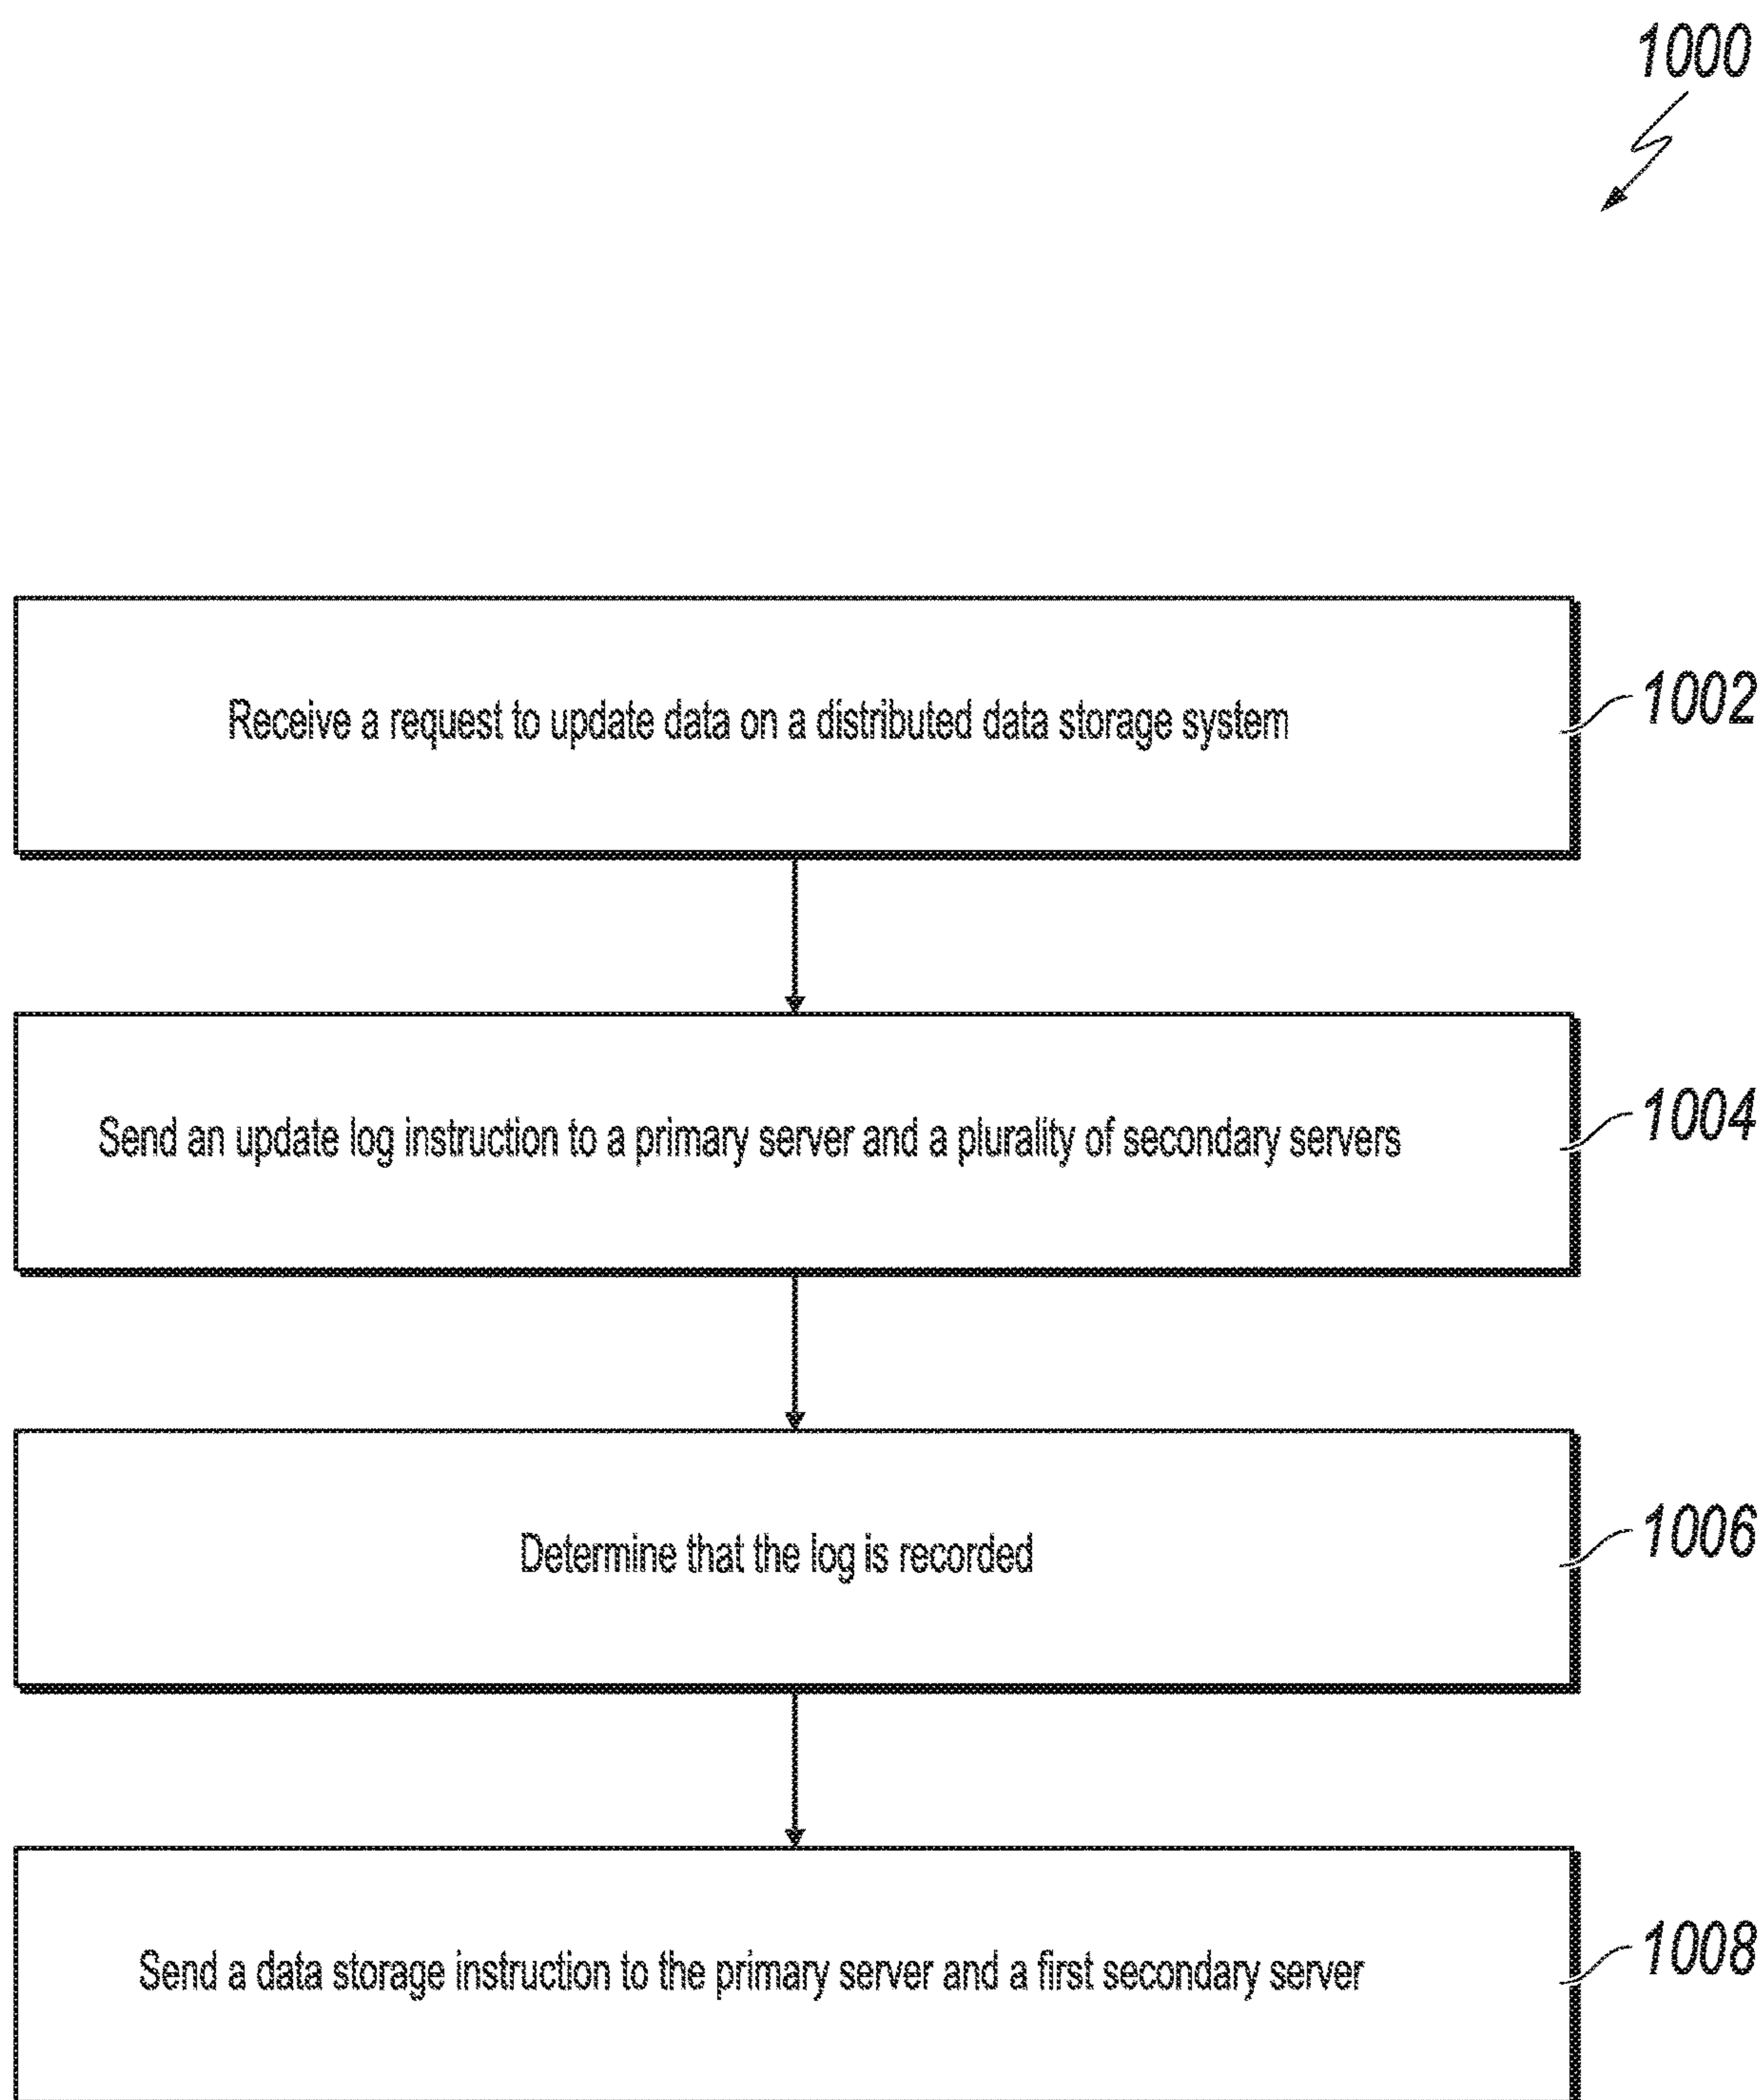 1000
Receive a request to update data on a distributed data storage system
1002
Send an update log instruction to a primary server and a plurality of secondary servers
1004
Determine that the log is recorded
1006
Send a data storage instruction to the primary server and a first secondary server
1008